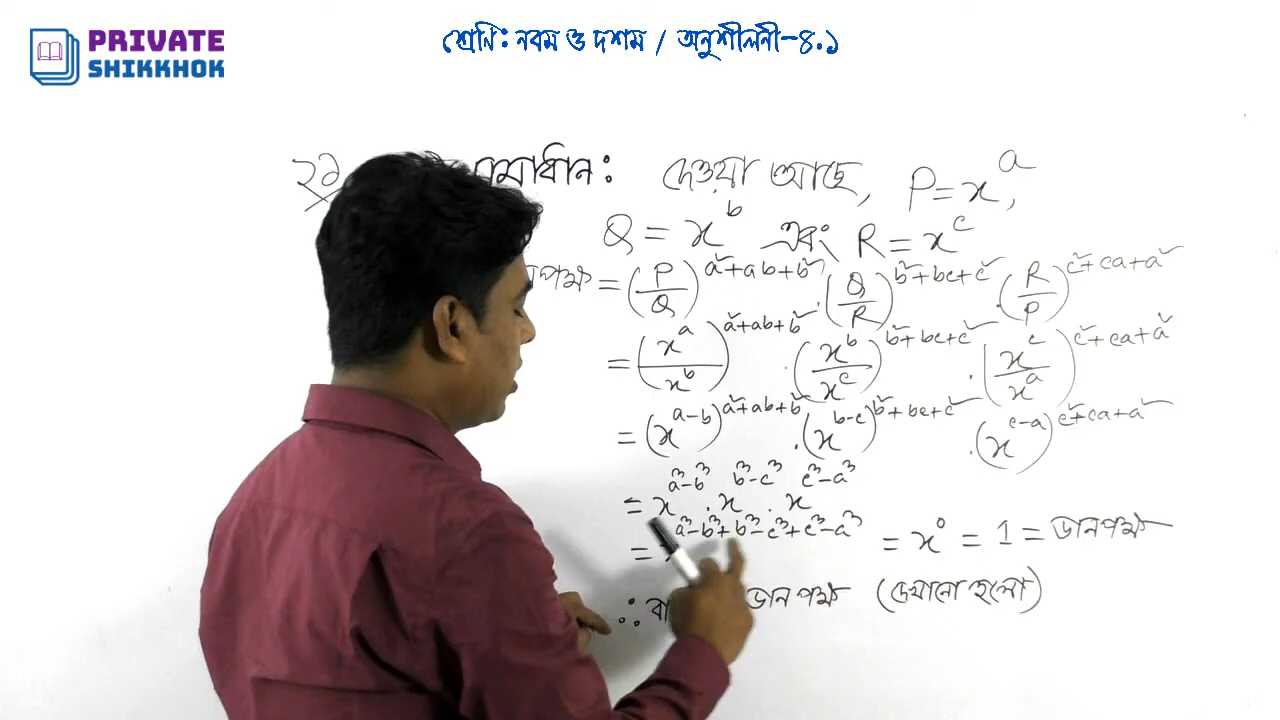 PRIVATE
SHIKKHOK
শ্রেণি: নবম ও দশম / অনুশীলনী-৪.১
২১ দেওয়া আছে, P = x^a,
Q = x^b এবং R = x^c
= (P/Q)^(a²+ab+b²) . (Q/R)^(b²+bc+c²) . (R/P)^(c²+ca+a²)
= (x^a/x^b)^(a²+ab+b²) . (x^b/x^c)^(b²+bc+c²) . (x^c/x^a)^(c²+ca+a²)
= (x^(a-b))^(a²+ab+b²) . (x^(b-c))^(b²+bc+c²) . (x^(c-a))^(c²+ca+a²)
= x^(a³-b³) . x^(b³-c³) . x^(c³-a³)
= x^(a³-b³+b³-c³+c³-a³) = x^0 = 1 = ডানপক্ষ
∴ ডানপক্ষ (দেখানো হলো)